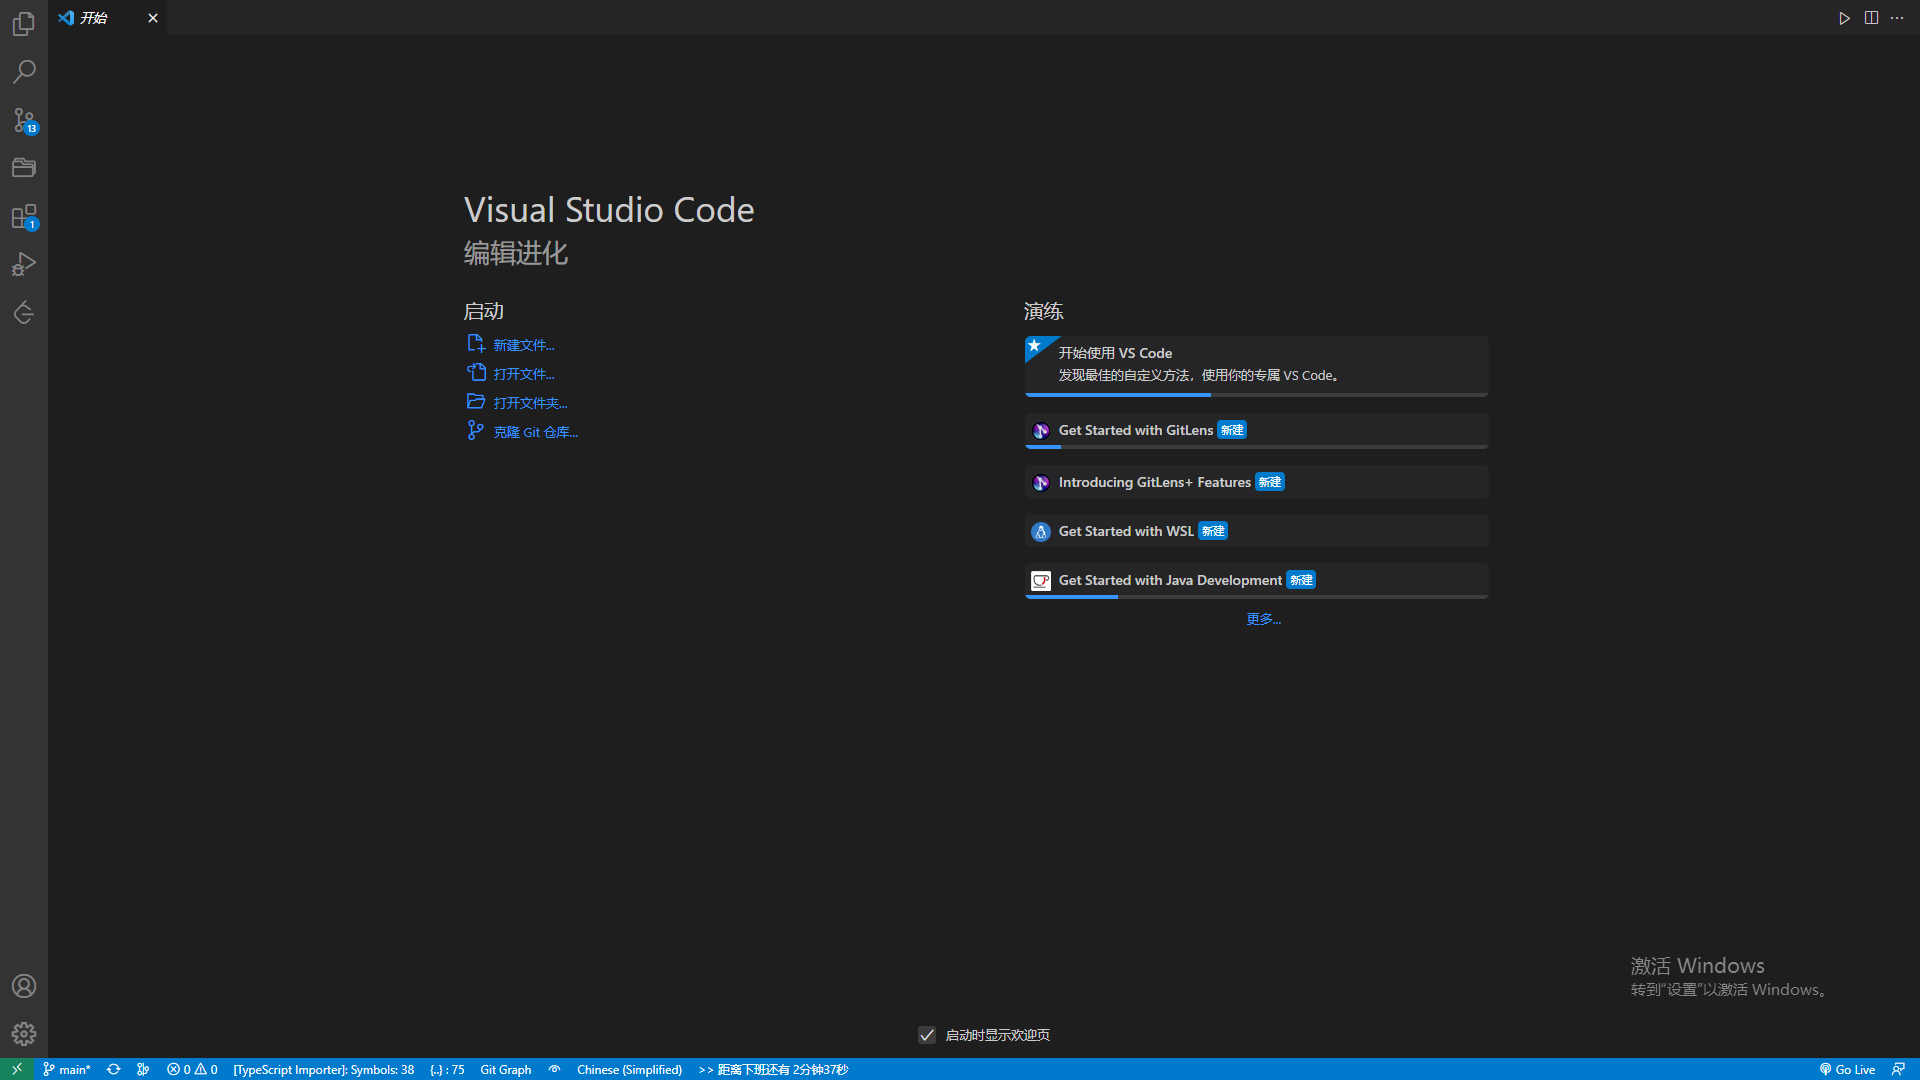 开始
13
1
Visual Studio Code
编辑进化
启动
新建文件...
打开文件...
打开文件夹...
克隆 Git 仓库...
演练
开始使用 VS Code
发现最佳的自定义方法，使用你的专属 VS Code。
Get Started with GitLens 新建
Introducing GitLens+ Features 新建
Get Started with WSL 新建
Get Started with Java Development 新建
更多...
激活 Windows
转到“设置”以激活 Windows。
启动时显示欢迎页
main* 0 0 [TypeScript Importer]: Symbols: 38 {..} : 75 Git Graph Chinese (Simplified) >> 距离下班还有 2分钟37秒 Go Live